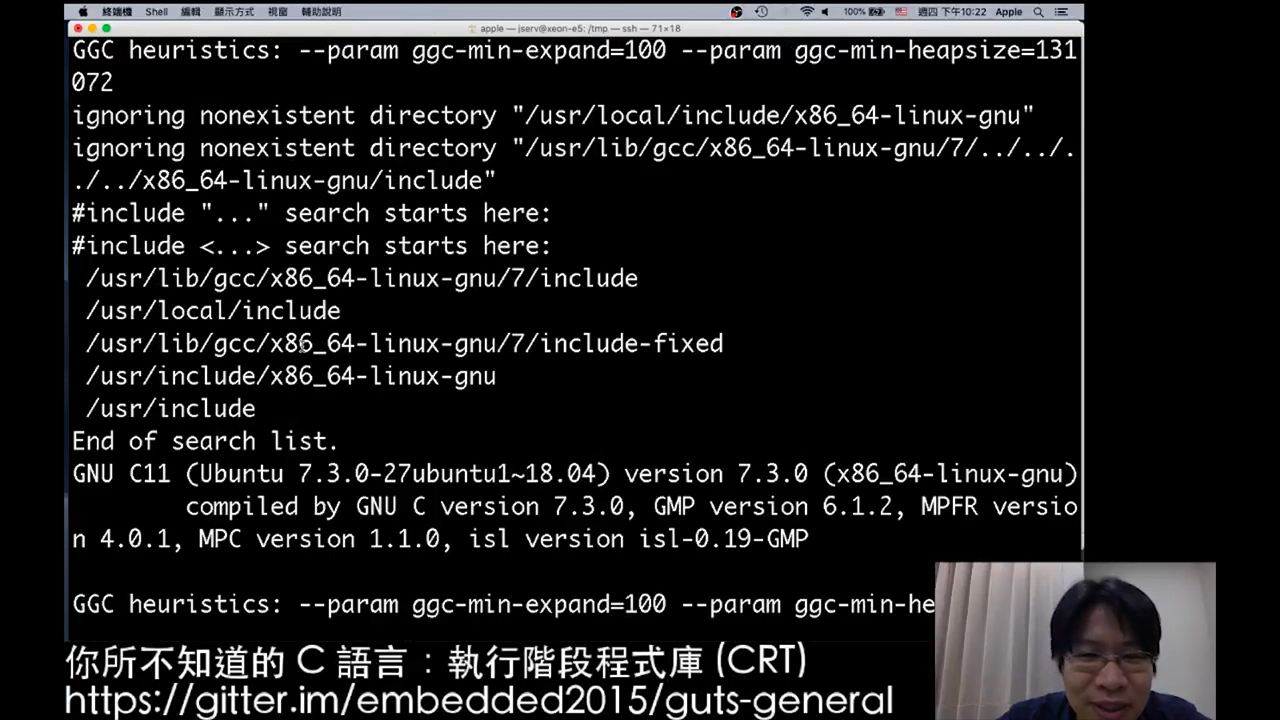 終端機 Shell 編輯 顯示方式 視窗 輔助說明 100% 週四 下午10:22 Apple
apple — jserv@xeon-e5: /tmp — ssh — 71×18
GGC heuristics: --param ggc-min-expand=100 --param ggc-min-heapsize=131
072
ignoring nonexistent directory "/usr/local/include/x86_64-linux-gnu"
ignoring nonexistent directory "/usr/lib/gcc/x86_64-linux-gnu/7/../../.
./../x86_64-linux-gnu/include"
#include "..." search starts here:
#include <...> search starts here:
/usr/lib/gcc/x86_64-linux-gnu/7/include
/usr/local/include
/usr/lib/gcc/x86_64-linux-gnu/7/include-fixed
/usr/include/x86_64-linux-gnu
/usr/include
End of search list.
GNU C11 (Ubuntu 7.3.0-27ubuntu1~18.04) version 7.3.0 (x86_64-linux-gnu)
compiled by GNU C version 7.3.0, GMP version 6.1.2, MPFR versio
n 4.0.1, MPC version 1.1.0, isl version isl-0.19-GMP
GGC heuristics: --param ggc-min-expand=100 --param ggc-min-he
你所不知道的 C 語言：執行階段程式庫 (CRT)
https://gitter.im/embedded2015/guts-general